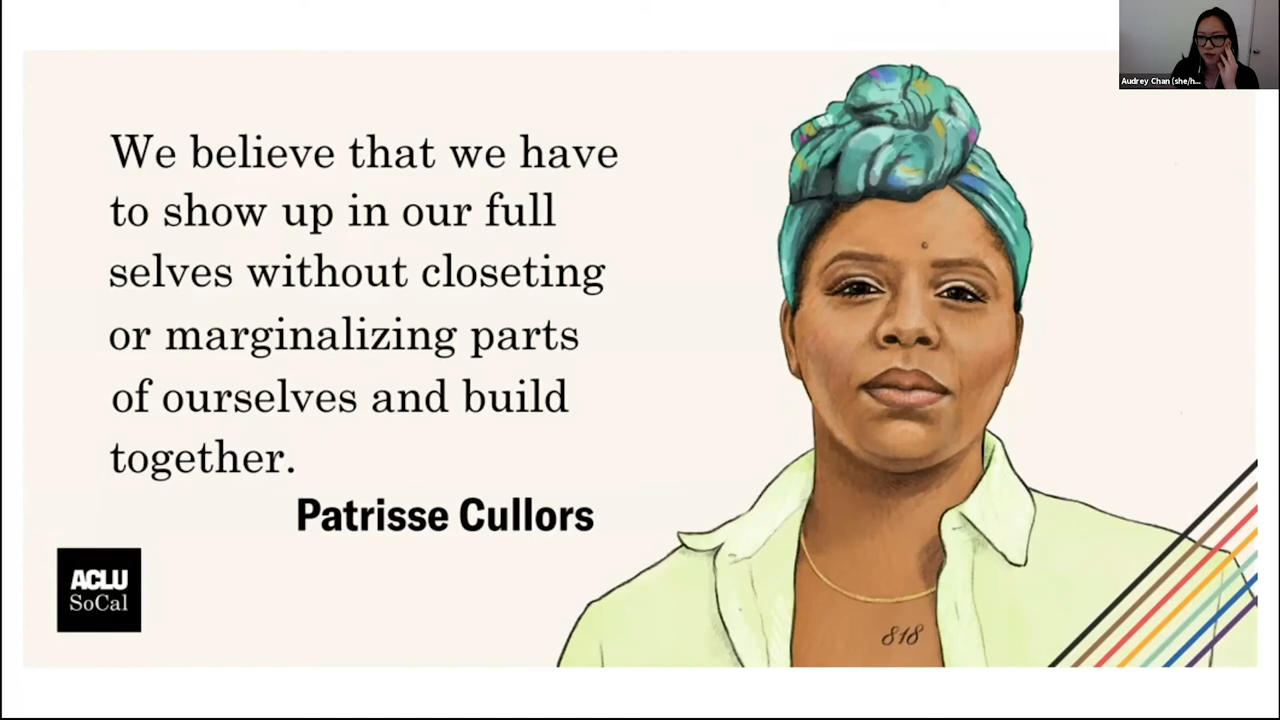 Audrey Chan (she/h...
We believe that we have
to show up in our full
selves without closeting
or marginalizing parts
of ourselves and build
together.
Patrisse Cullors
ACLU
SoCal
818